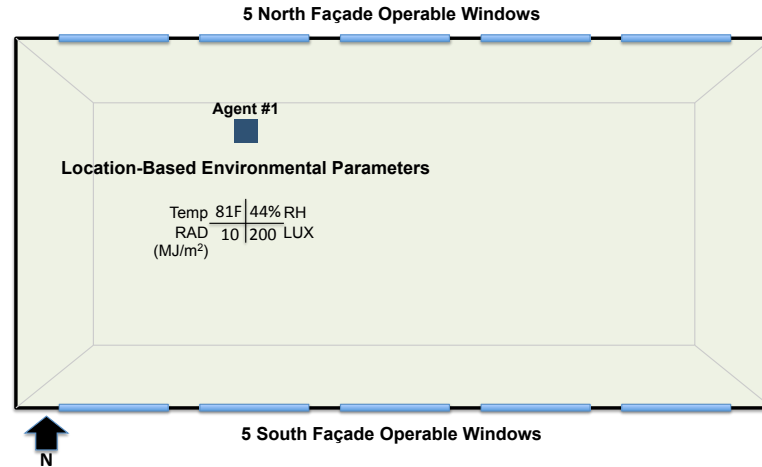 5 North Façade Operable Windows
Agent #1
Location-Based Environmental Parameters
Temp 81F 44% RH
RAD 10 200 LUX
(MJ/m²)
5 South Façade Operable Windows
N